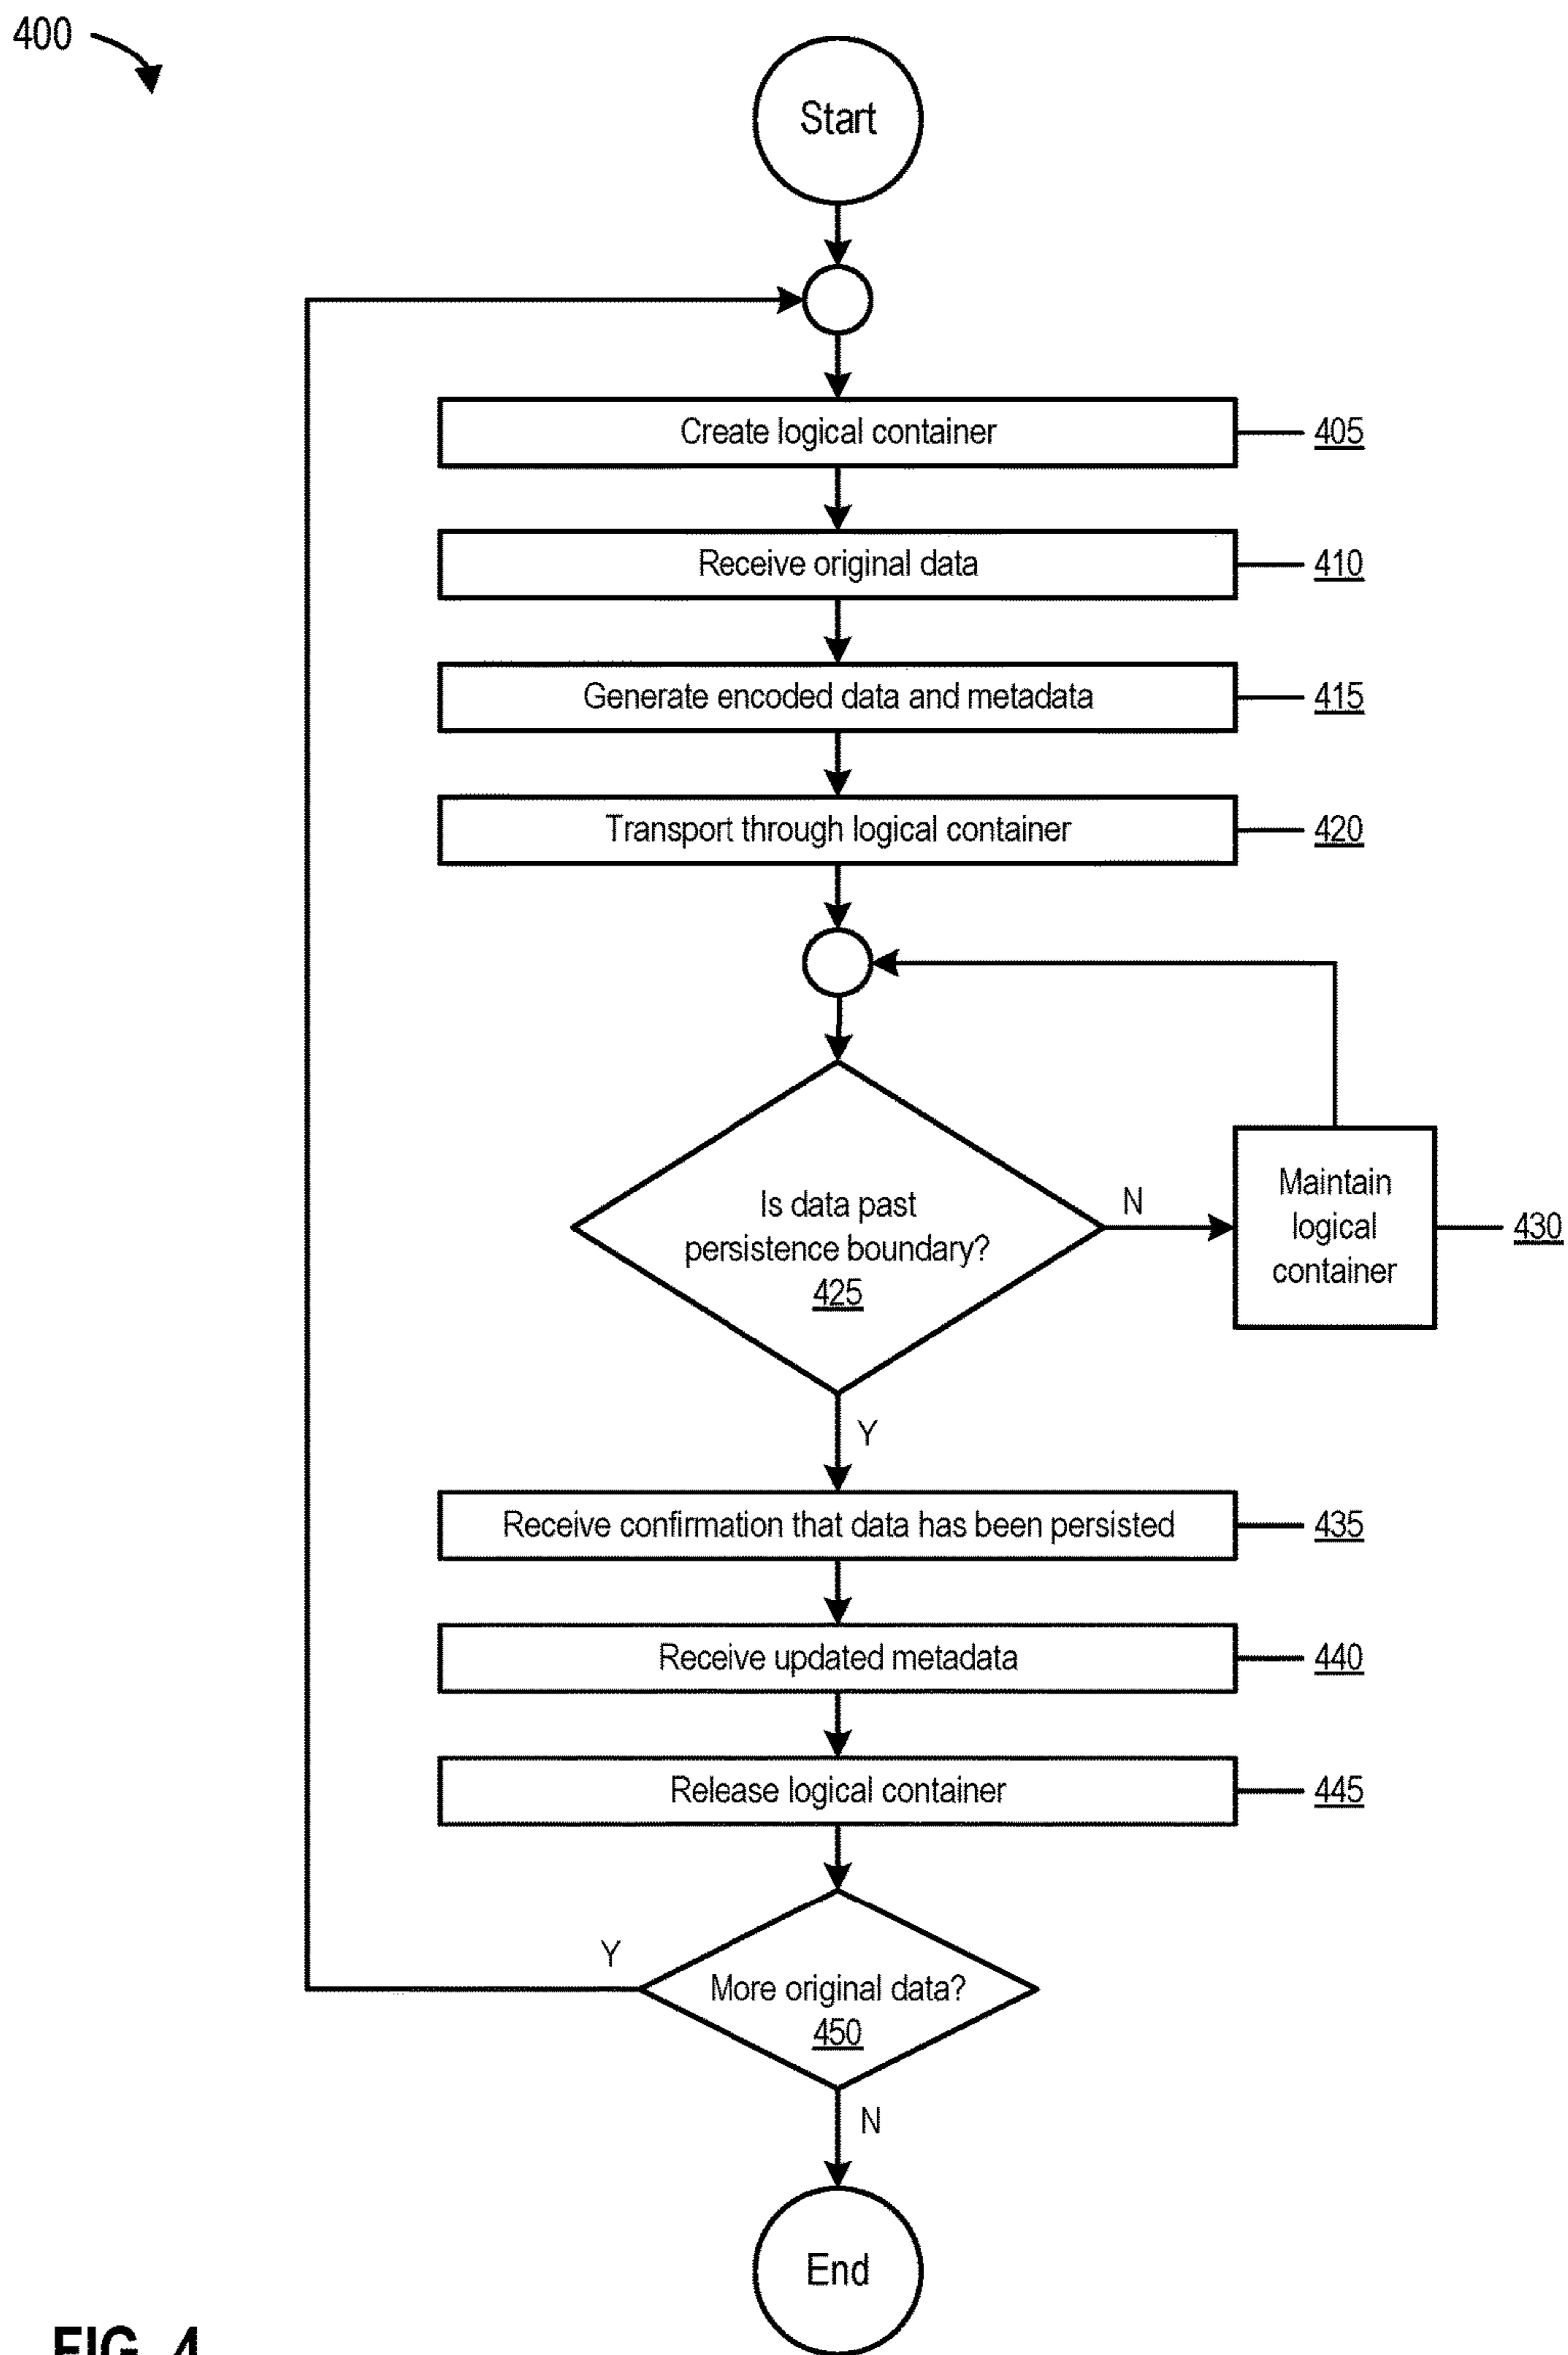 400
Start
Create logical container
405
Receive original data
410
Generate encoded data and metadata
415
Transport through logical container
420
Is data past
persistence boundary?
425
N
Maintain
logical
container
430
Y
Receive confirmation that data has been persisted
435
Receive updated metadata
440
Release logical container
445
Y
More original data?
450
N
End
FIG. 4